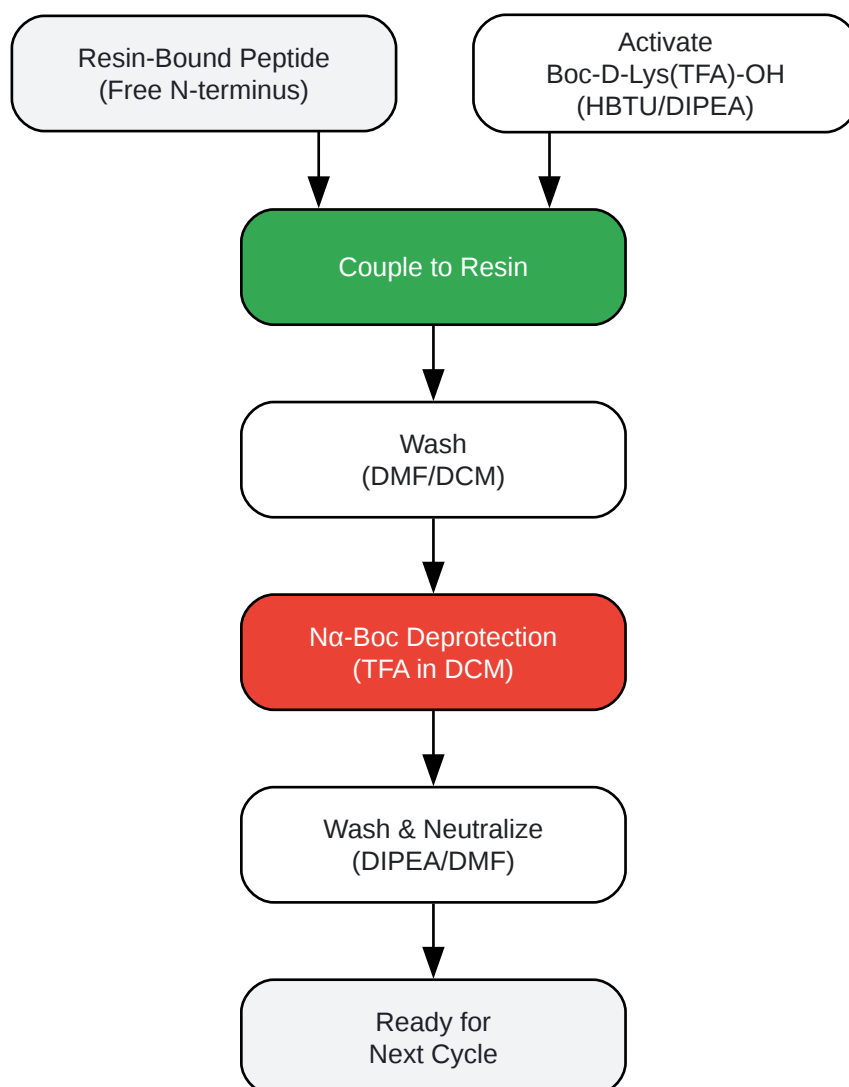 Resin-Bound Peptide
(Free N-terminus)
Activate
Boc-D-Lys(TFA)-OH
(HBTU/DIPEA)
Couple to Resin
Wash
(DMF/DCM)
Nα-Boc Deprotection
(TFA in DCM)
Wash & Neutralize
(DIPEA/DMF)
Ready for
Next Cycle